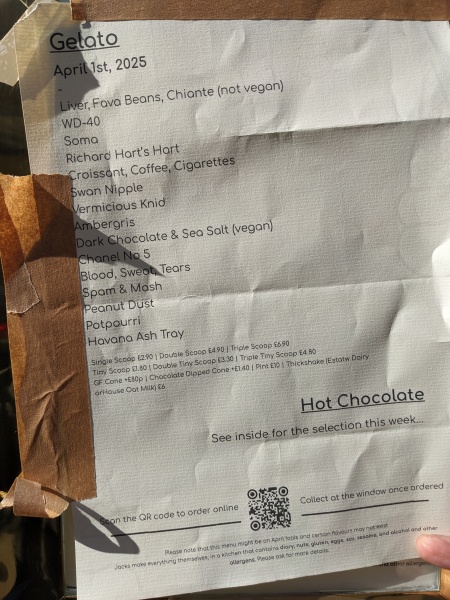 Gelato
April 1st, 2025
-
Liver, Fava Beans, Chiante (not vegan)
WD-40
Soma
Richard Hart's Hart
Croissant, Coffee, Cigarettes
Swan Nipple
Vermicious Knid
Ambergris
Dark Chocolate & Sea Salt (vegan)
Chanel No 5
Blood, Sweat, Tears
Spam & Mash
Peanut Dust
Potpourri
Havana Ash Tray
Single Scoop £2.90 | Double Scoop £4.90 | Triple Scoop £6.90
Tiny Scoop £1.80 | Double Tiny Scoop £3.30 | Triple Tiny Scoop £4.80
GF Cone +£80p | Chocolate Dipped Cone +£1.40 | Pint £10 | Thickshake (Estatw Dairy
orHouse Oat Milk) £6
Hot Chocolate
See inside for the selection this week...
Scan the QR code to order online
Collect at the window once ordered
Please note that this menu might be an April fools and certain flavours may not exist
Jacks make everything themselves, in a kitchen that contains dairy, nuts, gluten, eggs, soy, sesame, and alcohol and other
allergens. Please ask for more details.